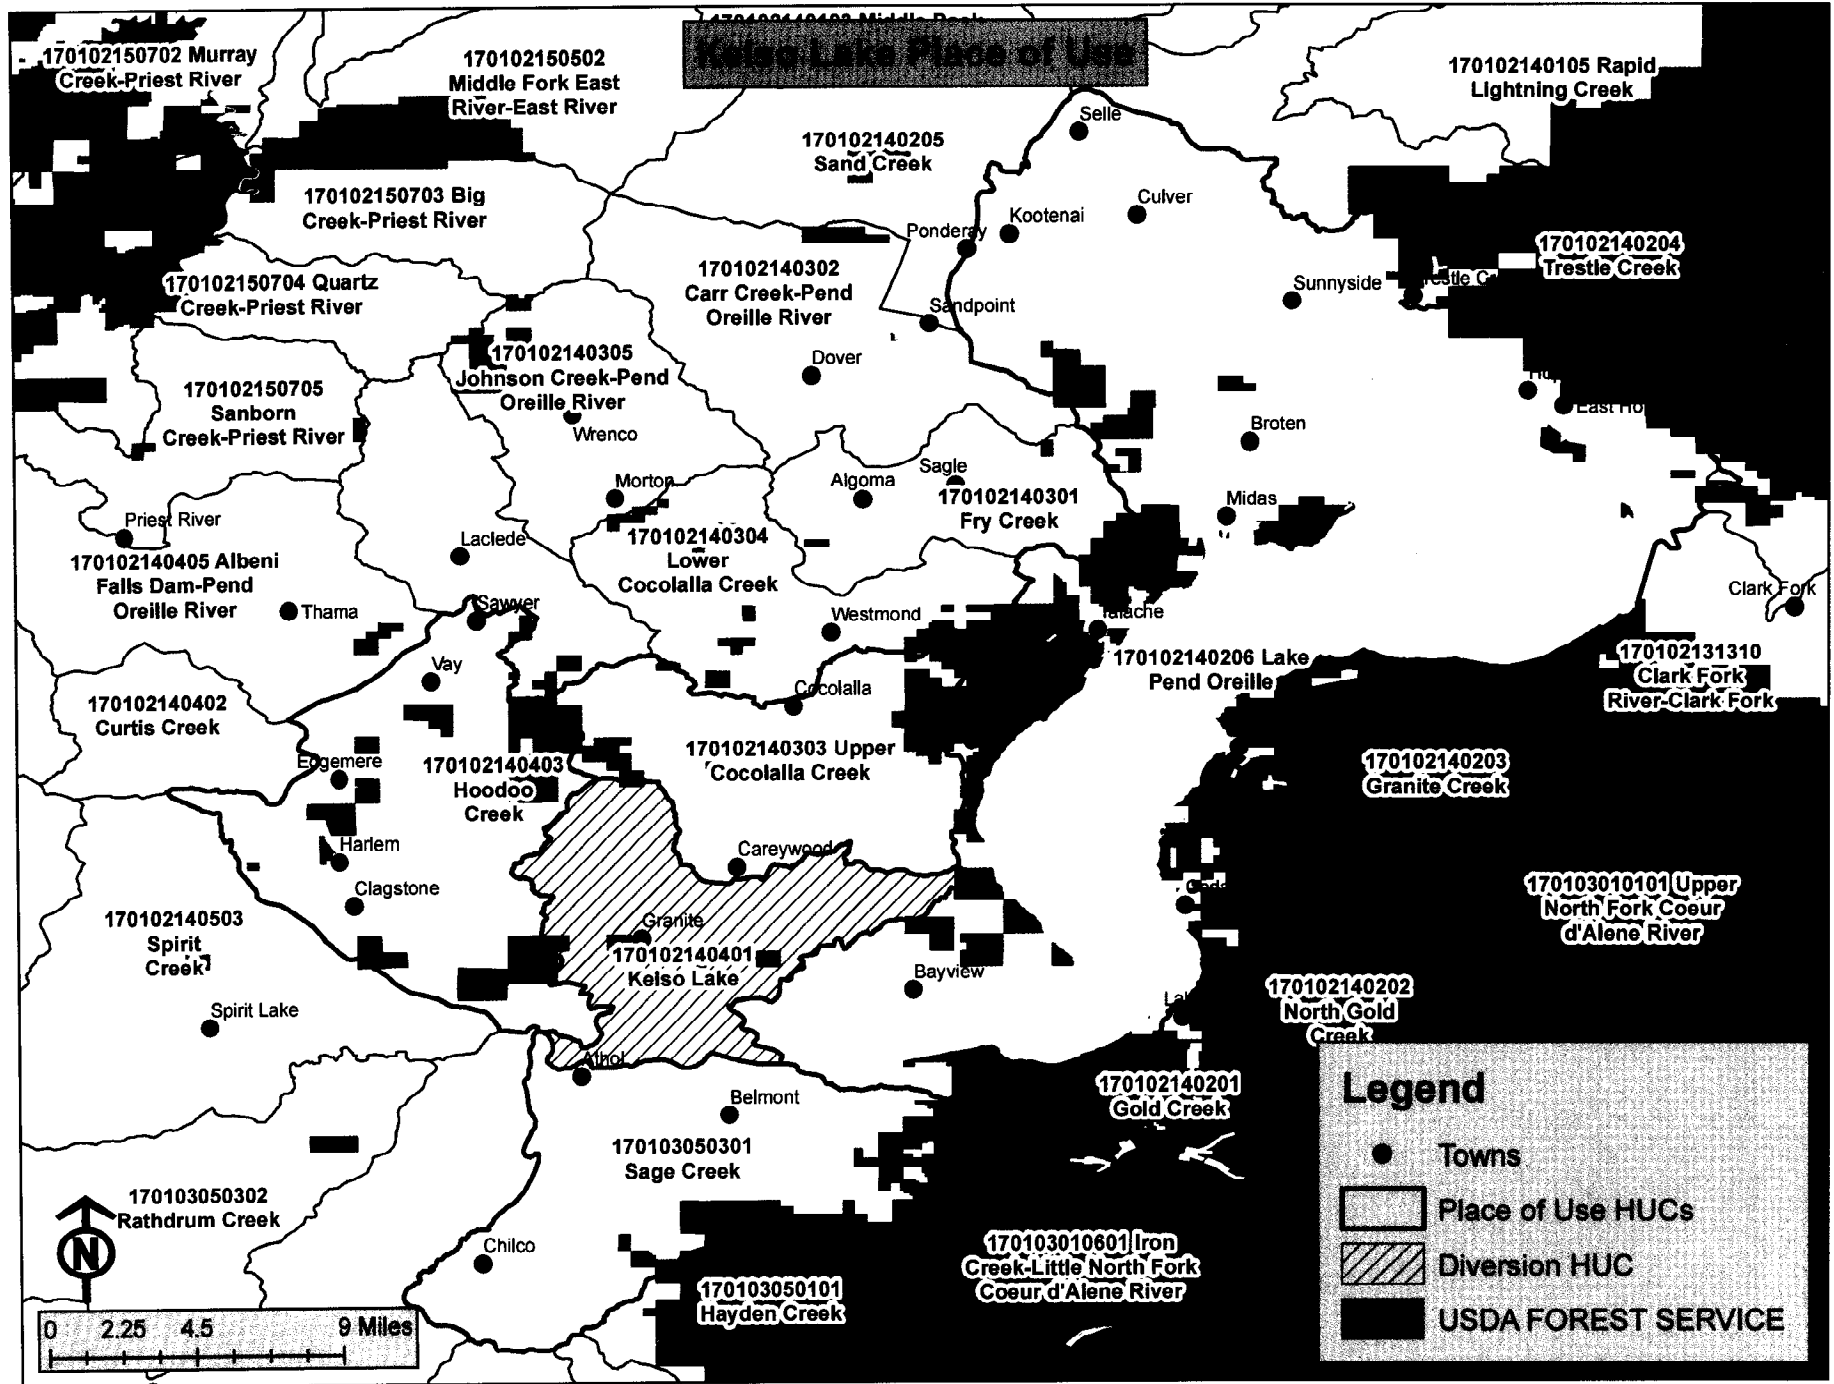 Kelso Lake Place of Use
170102150702 Murray
Creek-Priest River
170102150502
Middle Fork East
River-East River
170102140105 Rapid
Lightning Creek
Selle
170102140205
Sand Creek
170102150703 Big
Creek-Priest River
Culver
Kootenai
Ponderay
170102140204
Trestle Creek
170102140302
Carr Creek-Pend
Oreille River
170102150704 Quartz
Creek-Priest River
Sunnyside
Sandpoint
170102140305
Johnson Creek-Pend
Oreille River
Dover
170102150705
Sanborn
Creek-Priest River
Wrenco
Broten
East
Sagle
Morton
Algoma
170102140301
Fry Creek
Midas
Priest River
170102140304
Lower
Cocolalla Creek
Laclede
170102140405 Albeni
Falls Dam-Pend
Oreille River
Thama
Sawyer
Westmond
Clark Fork
170102140206 Lake
Pend Oreille
170102131310
Clark Fork
River-Clark Fork
Vay
Cocolalla
170102140402
Curtis Creek
170102140303 Upper
Cocolalla Creek
Edgemere
170102140403
Hoodoo
Creek
170102140203
Granite Creek
Harlem
Careywood
Clagstone
170103010101 Upper
North Fork Coeur
d'Alene River
170102140503
Spirit
Creek
Granite
170102140401
Kelso Lake
Bayview
170102140202
North Gold
Creek
Spirit Lake
Athol
170102140201
Gold Creek
Belmont
170103050301
Sage Creek
170103050302
Rathdrum Creek
N
Chilco
170103010601 Iron
Creek-Little North Fork
Coeur d'Alene River
170103050101
Hayden Creek
0 2.25 4.5 9 Miles
Legend
Towns
Place of Use HUCs
Diversion HUC
USDA FOREST SERVICE